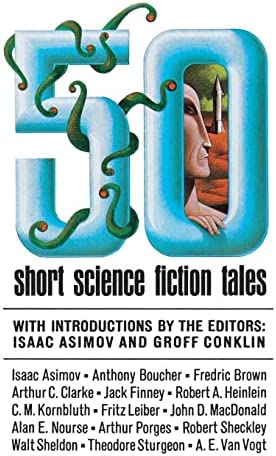 50
short science fiction tales
WITH INTRODUCTIONS BY THE EDITORS:
ISAAC ASIMOV AND GROFF CONKLIN
Isaac Asimov ▪ Anthony Boucher ▪ Fredric Brown
Arthur C. Clarke ▪ Jack Finney ▪ Robert A. Heinlein
C. M. Kornbluth ▪ Fritz Leiber ▪ John D. MacDonald
Alan E. Nourse ▪ Arthur Porges ▪ Robert Sheckley
Walt Sheldon ▪ Theodore Sturgeon ▪ A. E. Van Vogt